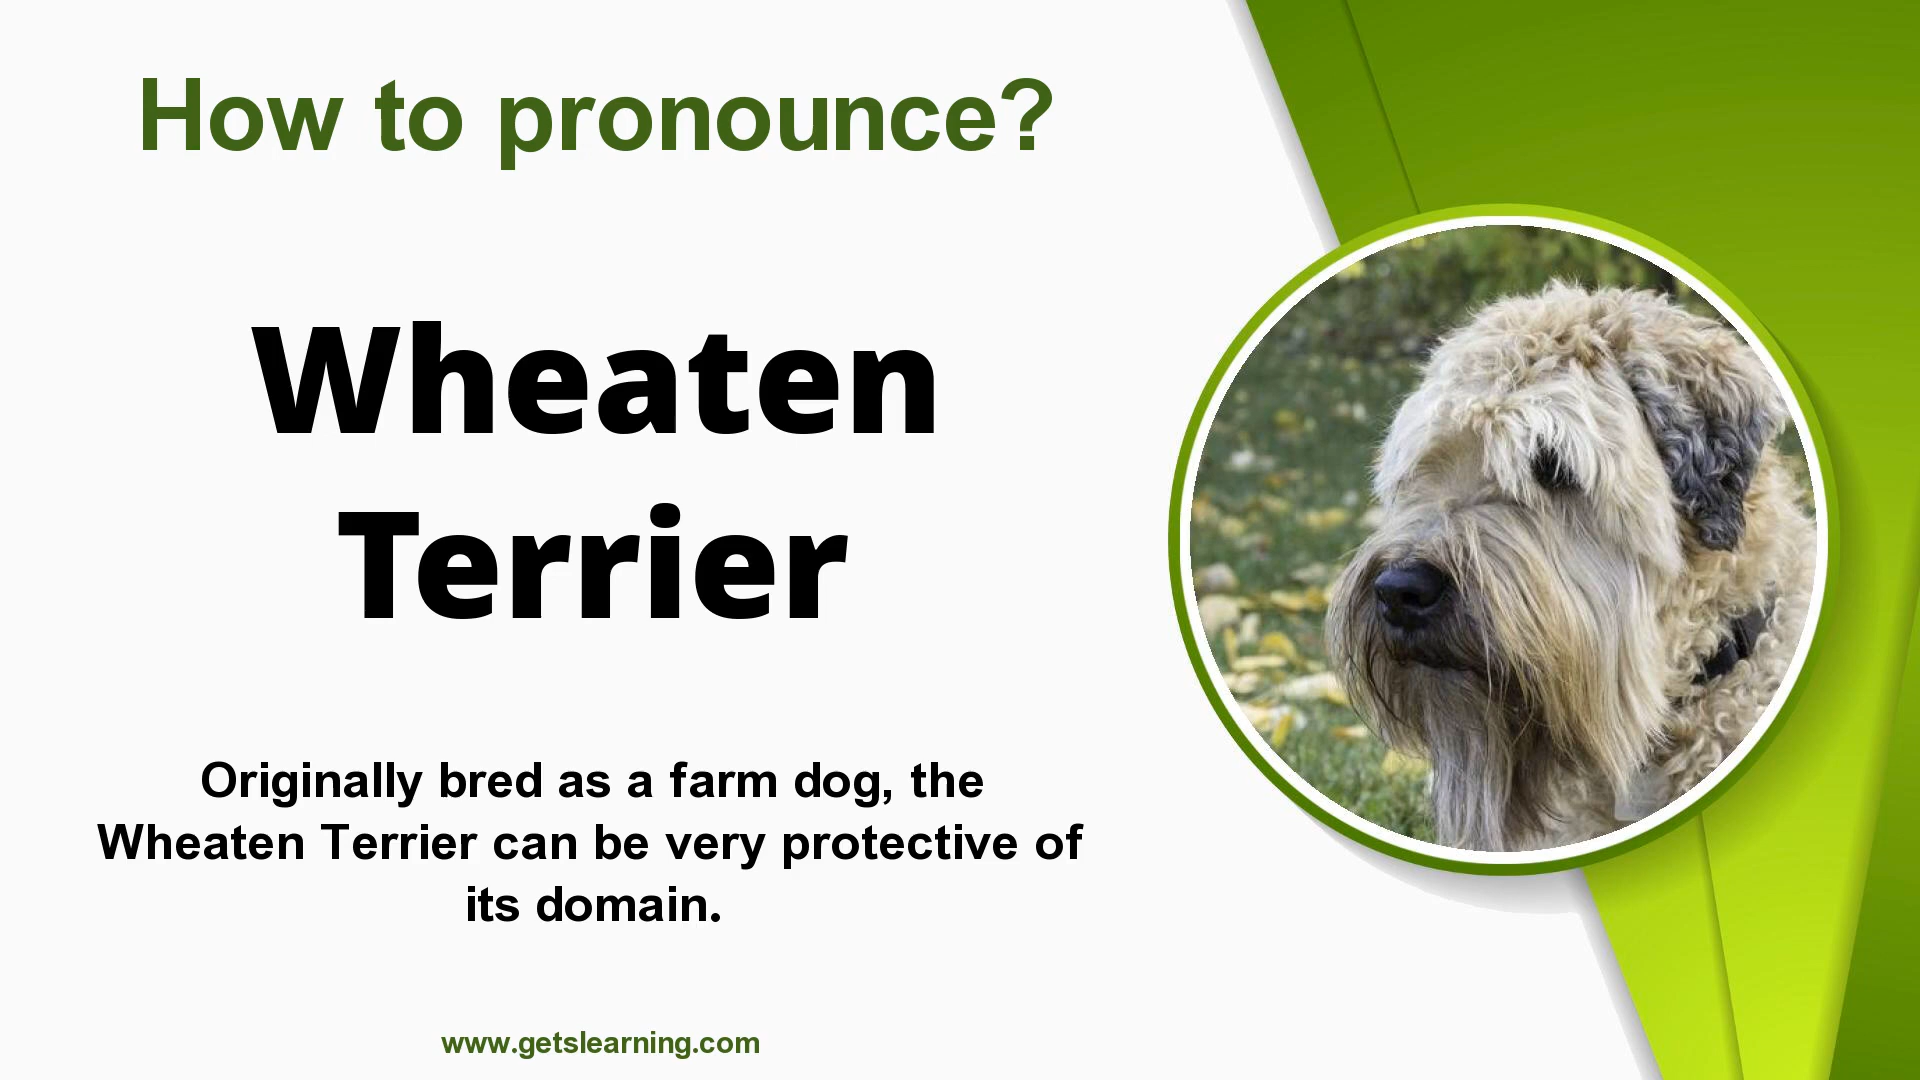 How to pronounce?
Wheaten
Terrier
Originally bred as a farm dog, the
Wheaten Terrier can be very protective of
its domain.
www.getslearning.com